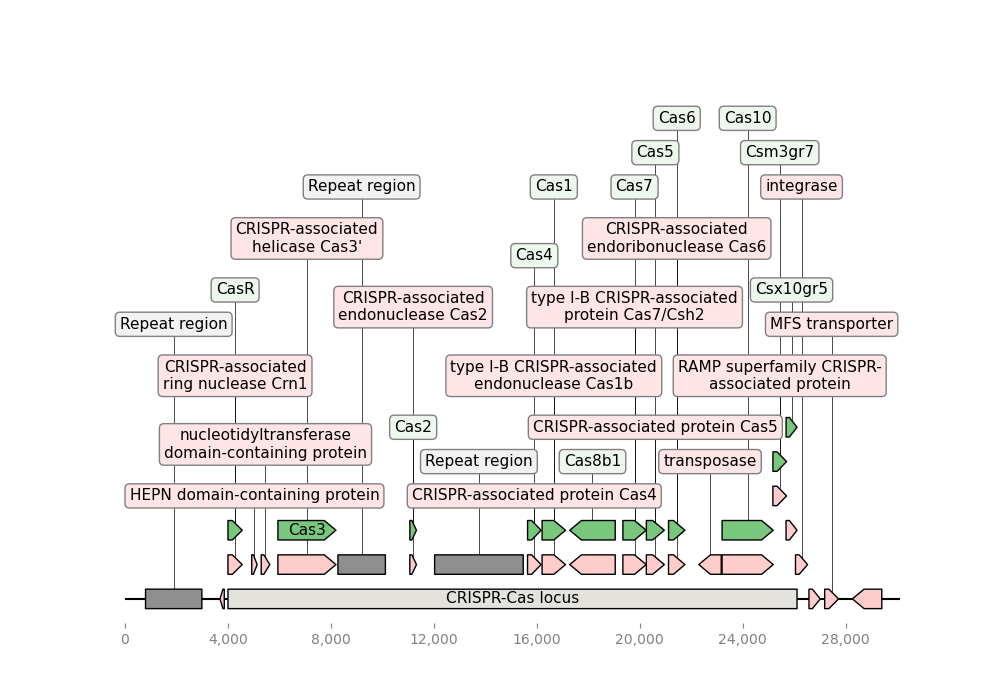 Cas6
Cas10
Cas5
Csm3gr7
Repeat region
Cas1
Cas7
integrase
CRISPR-associated
helicase Cas3'
CRISPR-associated
endoribonuclease Cas6
Cas4
CasR
Csx10gr5
CRISPR-associated
endonuclease Cas2
type I-B CRISPR-associated
protein Cas7/Csh2
Repeat region
MFS transporter
CRISPR-associated
ring nuclease Crn1
type I-B CRISPR-associated
endonuclease Cas1b
RAMP superfamily CRISPR-
associated protein
Cas2
CRISPR-associated protein Cas5
nucleotidyltransferase
domain-containing protein
Repeat region
Cas8b1
transposase
HEPN domain-containing protein
CRISPR-associated protein Cas4
Cas3
CRISPR-Cas locus
0
4,000
8,000
12,000
16,000
20,000
24,000
28,000